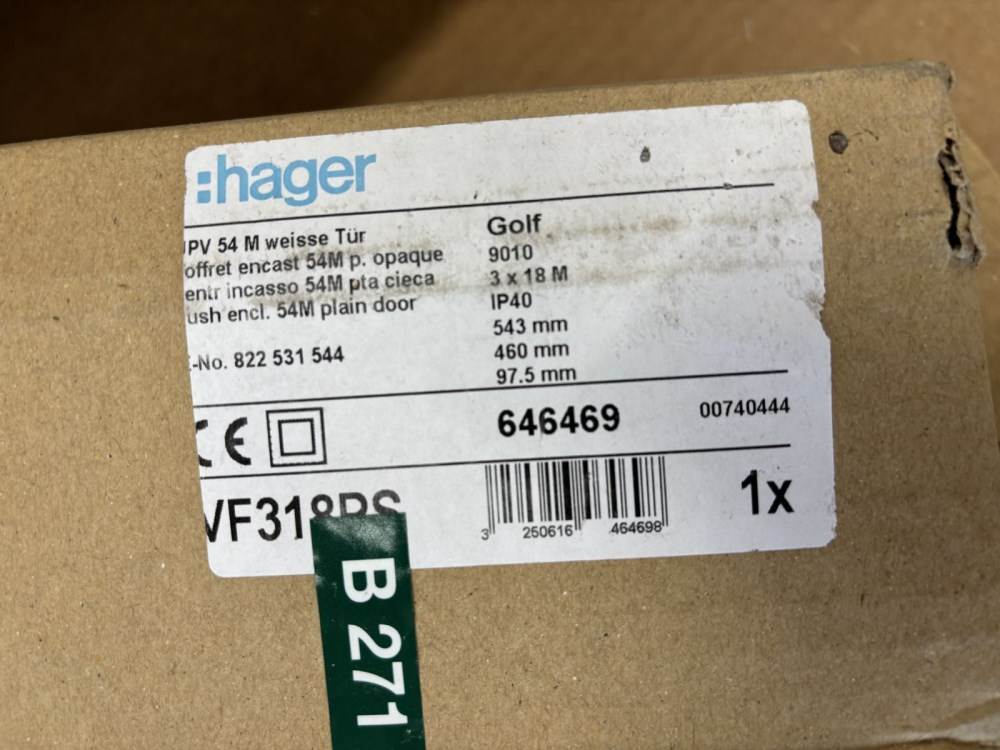 :hager
UPV 54 M weisse Tür
offret encast 54M p. opaque
entr incasso 54M pta cieca
ush encl. 54M plain door
E-No. 822 531 544
Golf
9010
3 x 18 M
IP40
543 mm
460 mm
97.5 mm
CE
646469
00740444
3 250616 464698
1x
B 271